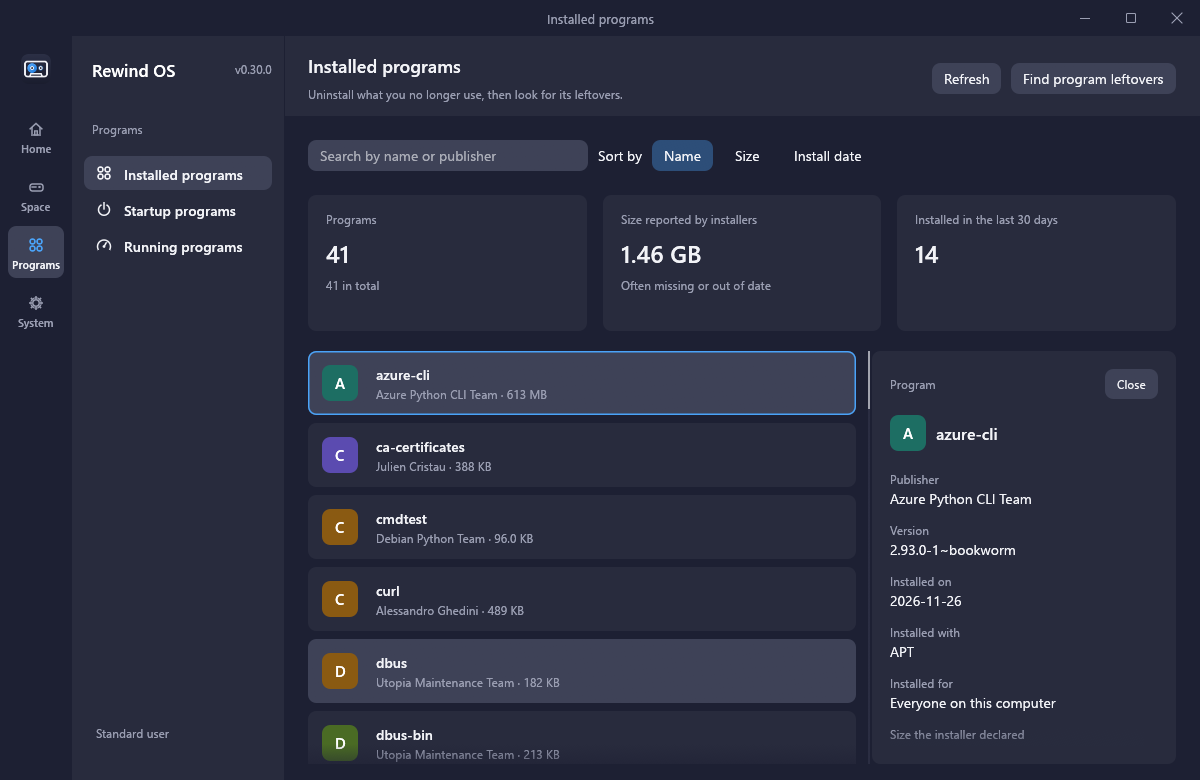 Installed programs
Rewind OS
v0.30.0
Home
Space
Programs
System
Programs
Installed programs
Startup programs
Running programs
Standard user
Installed programs
Uninstall what you no longer use, then look for its leftovers.
Refresh
Find program leftovers
Search by name or publisher
Sort by
Name
Size
Install date
Programs
41
41 in total
Size reported by installers
1.46 GB
Often missing or out of date
Installed in the last 30 days
14
A
azure-cli
Azure Python CLI Team · 613 MB
C
ca-certificates
Julien Cristau · 388 KB
C
cmdtest
Debian Python Team · 96.0 KB
C
curl
Alessandro Ghedini · 489 KB
D
dbus
Utopia Maintenance Team · 182 KB
D
dbus-bin
Utopia Maintenance Team · 213 KB
Program
Close
A
azure-cli
Publisher
Azure Python CLI Team
Version
2.93.0-1~bookworm
Installed on
2026-11-26
Installed with
APT
Installed for
Everyone on this computer
Size the installer declared